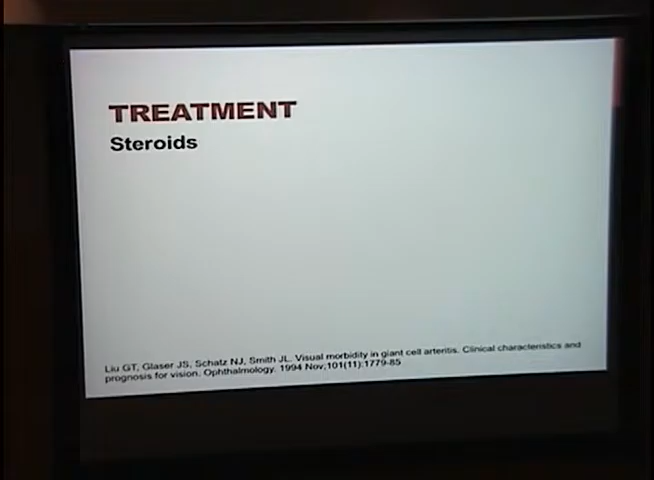 TREATMENT
Steroids
Liu GT, Glaser JS, Schatz NJ, Smith JL. Visual morbidity in giant cell arteritis. Clinical characteristics and
prognosis for vision. Ophthalmology. 1994 Nov;101(11):1779-85